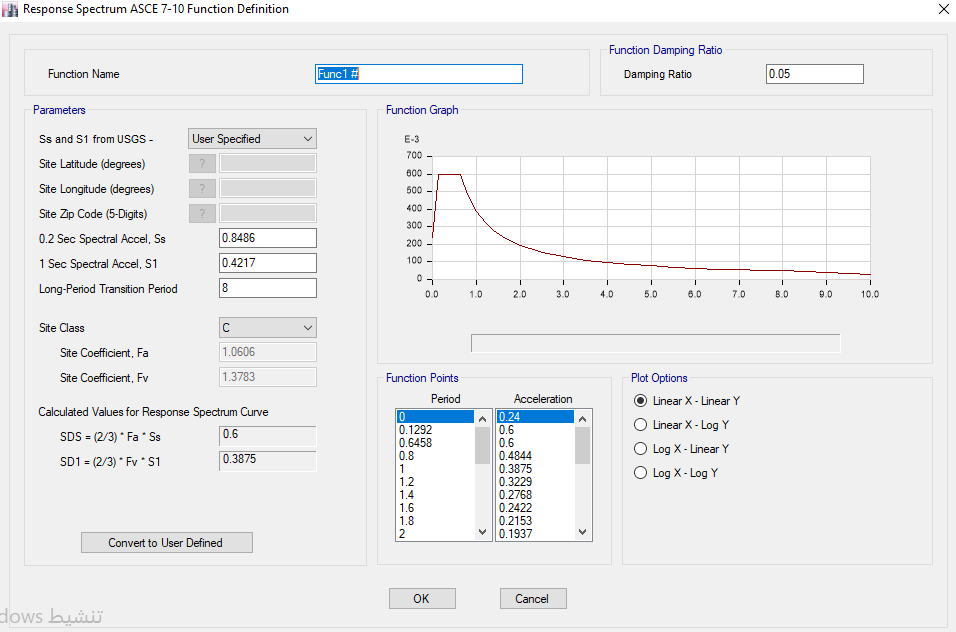 Response Spectrum ASCE 7-10 Function Definition
Function Name
Func1 #
Function Damping Ratio
Damping Ratio
0.05
Parameters
Ss and S1 from USGS -
User Specified
Site Latitude (degrees)
?
Site Longitude (degrees)
?
Site Zip Code (5-Digits)
?
0.2 Sec Spectral Accel, Ss
0.8486
1 Sec Spectral Accel, S1
0.4217
Long-Period Transition Period
8
Site Class
C
Site Coefficient, Fa
1.0606
Site Coefficient, Fv
1.3783
Calculated Values for Response Spectrum Curve
SDS = (2/3) * Fa * Ss
0.6
SD1 = (2/3) * Fv * S1
0.3875
Convert to User Defined
Function Graph
E-3
700
600
500
400
300
200
100
0
0.0 1.0 2.0 3.0 4.0 5.0 6.0 7.0 8.0 9.0 10.0
Function Points
Period Acceleration
0 0.24
0.1292 0.6
0.6458 0.6
0.8 0.4844
1 0.3875
1.2 0.3229
1.4 0.2768
1.6 0.2422
1.8 0.2153
2 0.1937
Plot Options
Linear X - Linear Y
Linear X - Log Y
Log X - Linear Y
Log X - Log Y
OK Cancel
تنشيط dows